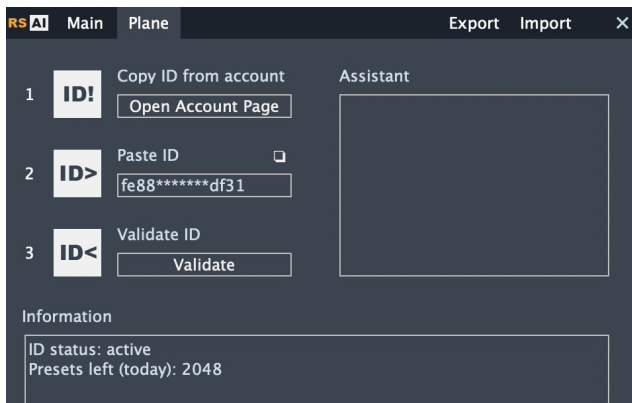 RS AI Main Plane Export Import ×
Copy ID from account
1 ID! Open Account Page
Assistant
Paste ID
2 ID> fe88*******df31
Validate ID
3 ID< Validate
Information
ID status: active
Presets left (today): 2048